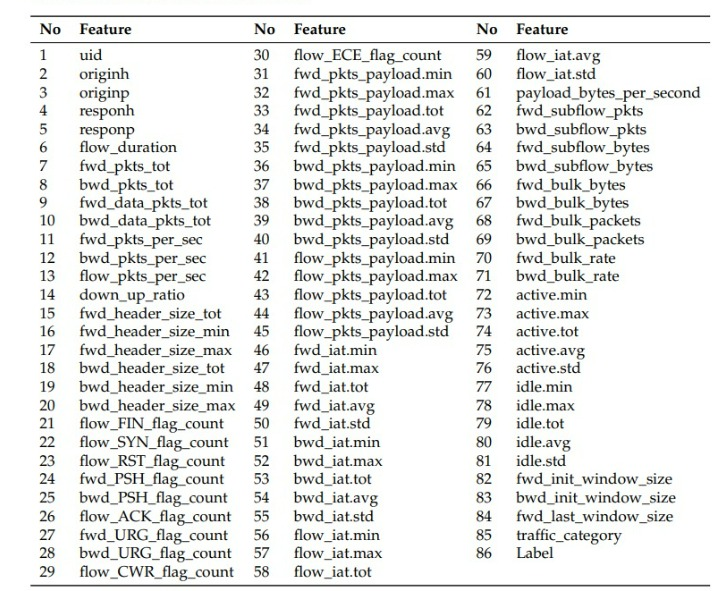 No Feature No Feature No Feature
1 uid 30 flow_ECE_flag_count 59 flow_iat.avg
2 originh 31 fwd_pkts_payload.min 60 flow_iat.std
3 originp 32 fwd_pkts_payload.max 61 payload_bytes_per_second
4 responh 33 fwd_pkts_payload.tot 62 fwd_subflow_pkts
5 responp 34 fwd_pkts_payload.avg 63 bwd_subflow_pkts
6 flow_duration 35 fwd_pkts_payload.std 64 fwd_subflow_bytes
7 fwd_pkts_tot 36 bwd_pkts_payload.min 65 bwd_subflow_bytes
8 bwd_pkts_tot 37 bwd_pkts_payload.max 66 fwd_bulk_bytes
9 fwd_data_pkts_tot 38 bwd_pkts_payload.tot 67 bwd_bulk_bytes
10 bwd_data_pkts_tot 39 bwd_pkts_payload.avg 68 fwd_bulk_packets
11 fwd_pkts_per_sec 40 bwd_pkts_payload.std 69 bwd_bulk_packets
12 bwd_pkts_per_sec 41 flow_pkts_payload.min 70 fwd_bulk_rate
13 flow_pkts_per_sec 42 flow_pkts_payload.max 71 bwd_bulk_rate
14 down_up_ratio 43 flow_pkts_payload.tot 72 active.min
15 fwd_header_size_tot 44 flow_pkts_payload.avg 73 active.max
16 fwd_header_size_min 45 flow_pkts_payload.std 74 active.tot
17 fwd_header_size_max 46 fwd_iat.min 75 active.avg
18 bwd_header_size_tot 47 fwd_iat.max 76 active.std
19 bwd_header_size_min 48 fwd_iat.tot 77 idle.min
20 bwd_header_size_max 49 fwd_iat.avg 78 idle.max
21 flow_FIN_flag_count 50 fwd_iat.std 79 idle.tot
22 flow_SYN_flag_count 51 bwd_iat.min 80 idle.avg
23 flow_RST_flag_count 52 bwd_iat.max 81 idle.std
24 fwd_PSH_flag_count 53 bwd_iat.tot 82 fwd_init_window_size
25 bwd_PSH_flag_count 54 bwd_iat.avg 83 bwd_init_window_size
26 flow_ACK_flag_count 55 bwd_iat.std 84 fwd_last_window_size
27 fwd_URG_flag_count 56 flow_iat.min 85 traffic_category
28 bwd_URG_flag_count 57 flow_iat.max 86 Label
29 flow_CWR_flag_count 58 flow_iat.tot